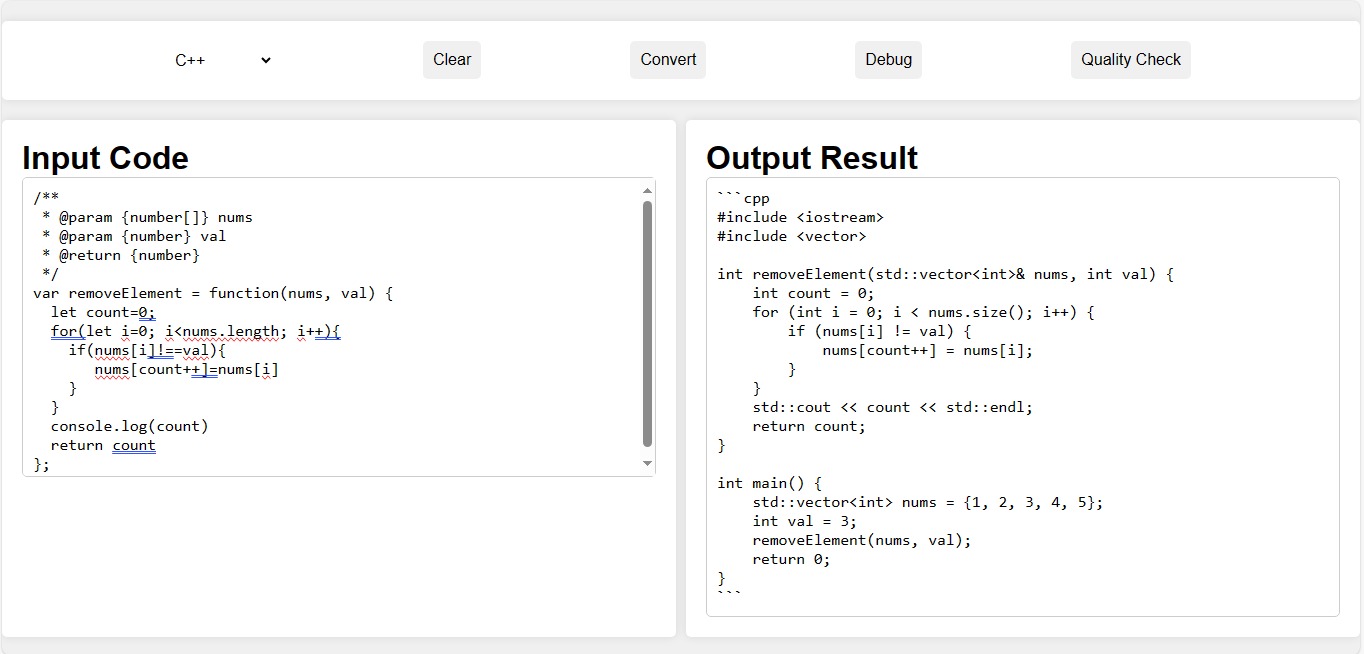 C++
Clear
Convert
Debug
Quality Check
Input Code
/**
 * @param {number[]} nums
 * @param {number} val
 * @return {number}
 */
var removeElement = function(nums, val) {
  let count=0;
  for(let i=0; i<nums.length; i++){
    if(nums[i]!==val){
       nums[count++]=nums[i]
    }
  }
  console.log(count)
  return count
};
Output Result
```cpp
#include <iostream>
#include <vector>

int removeElement(std::vector<int>& nums, int val) {
    int count = 0;
    for (int i = 0; i < nums.size(); i++) {
        if (nums[i] != val) {
            nums[count++] = nums[i];
        }
    }
    std::cout << count << std::endl;
    return count;
}

int main() {
    std::vector<int> nums = {1, 2, 3, 4, 5};
    int val = 3;
    removeElement(nums, val);
    return 0;
}
```